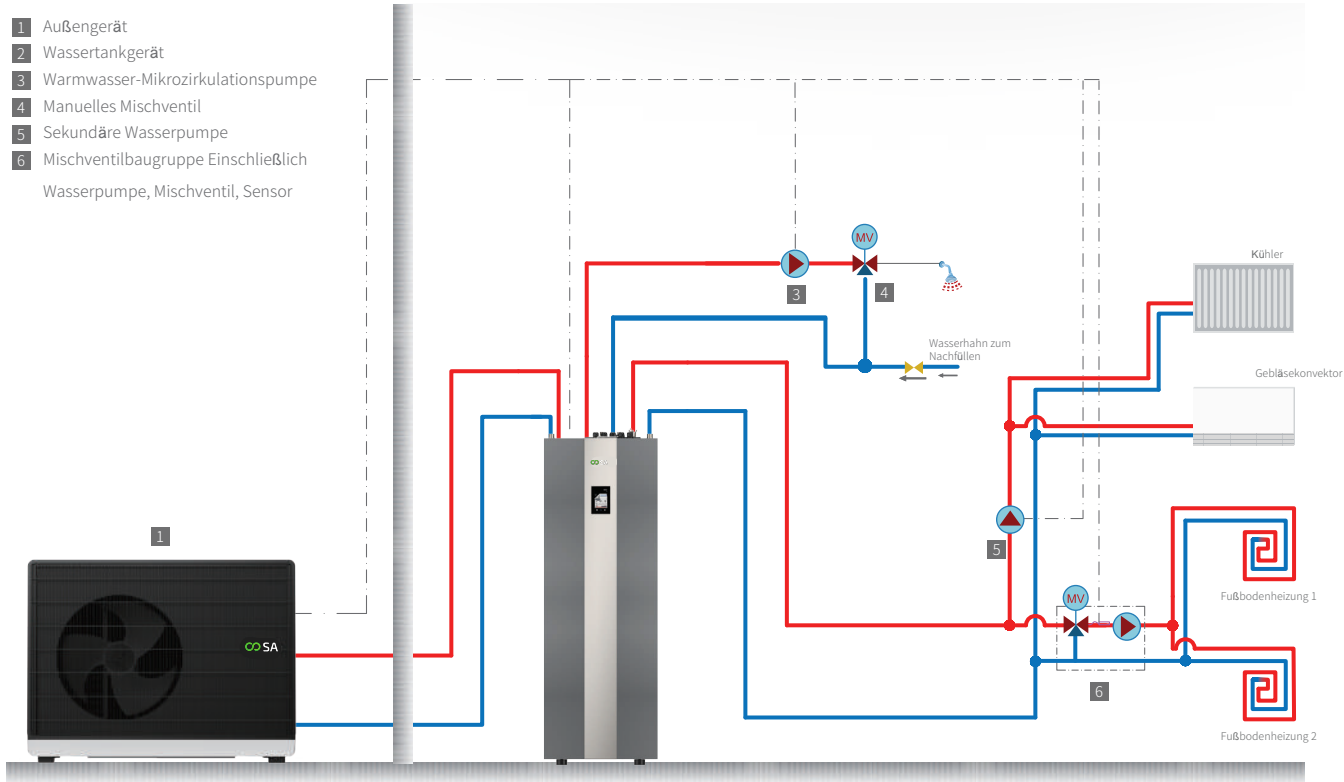 1 Außengerät
2 Wassertankgerät
3 Warmwasser-Mikrozirkulationspumpe
4 Manuelles Mischventil
5 Sekundäre Wasserpumpe
6 Mischventilbaugruppe Einschließlich
Wasserpumpe, Mischventil, Sensor
MV
3
4
Kühler
Wasserhahn zum
Nachfüllen
Gebläsekonvektor
1
5
SA
MV
6
Fußbodenheizung 1
Fußbodenheizung 2